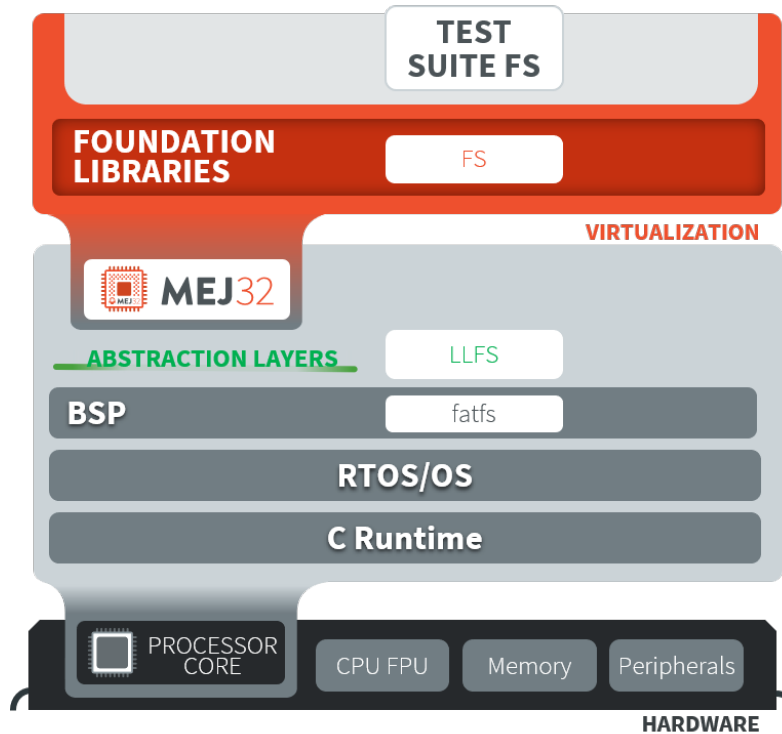 TEST
SUITE FS
FOUNDATION
LIBRARIES
FS
VIRTUALIZATION
MEJ32
MEJ32
ABSTRACTION LAYERS
LLFS
BSP
fatfs
RTOS/OS
C Runtime
PROCESSOR
CORE
CPU FPU
Memory
Peripherals
HARDWARE